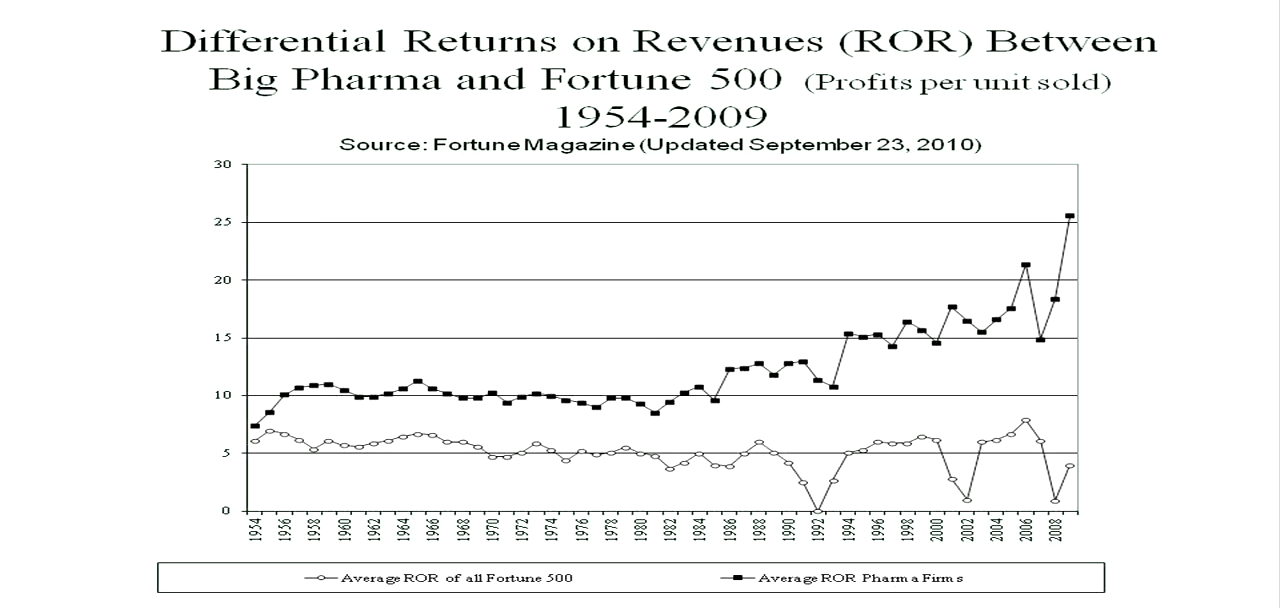 Differential Returns on Revenues (ROR) Between
Big Pharma and Fortune 500 (Profits per unit sold)
1954-2009
Source: Fortune Magazine (Updated September 23, 2010)
30
25
20
15
10
5
0
1954 1956 1958 1960 1962 1964 1966 1968 1970 1972 1974 1976 1978 1980 1982 1984 1986 1988 1990 1992 1994 1996 1998 2000 2002 2004 2006 2008
Average ROR of all Fortune 500 Average ROR Pharma Firms